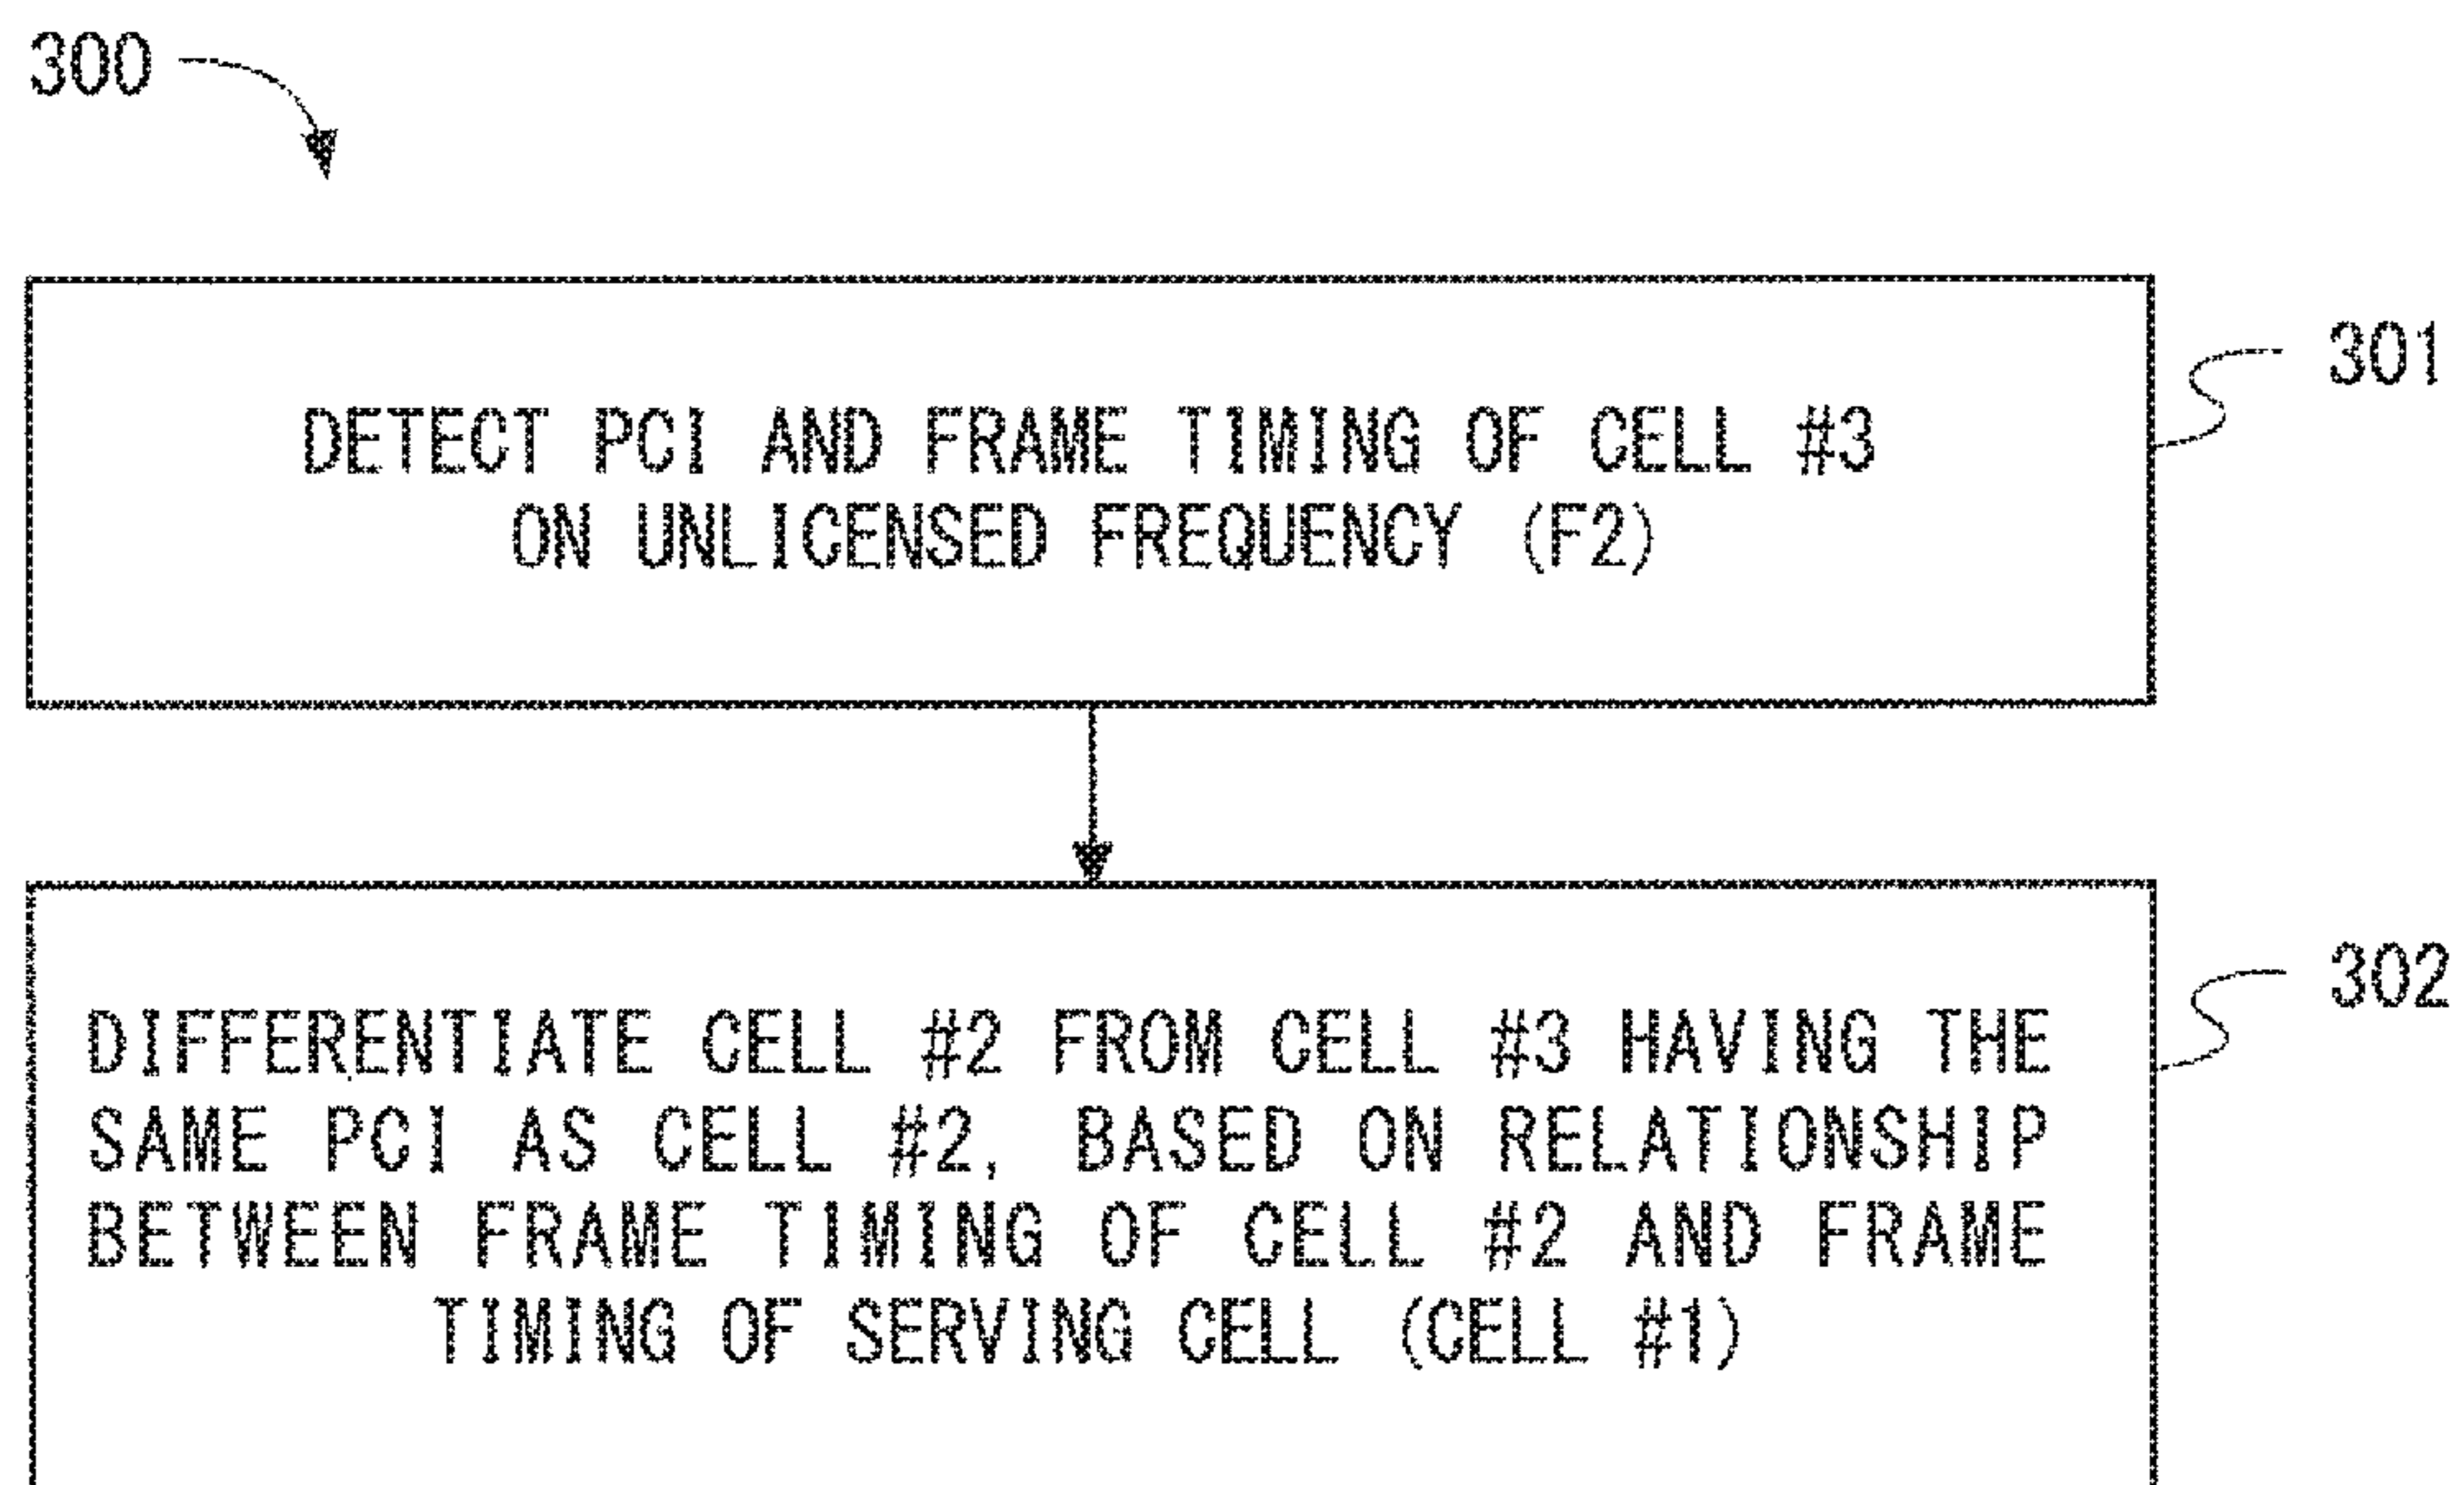 300
301
DETECT PCI AND FRAME TIMING OF CELL #3
ON UNLICENSED FREQUENCY (F2)
302
DIFFERENTIATE CELL #2 FROM CELL #3 HAVING THE
SAME PCI AS CELL #2, BASED ON RELATIONSHIP
BETWEEN FRAME TIMING OF CELL #2 AND FRAME
TIMING OF SERVING CELL (CELL #1)